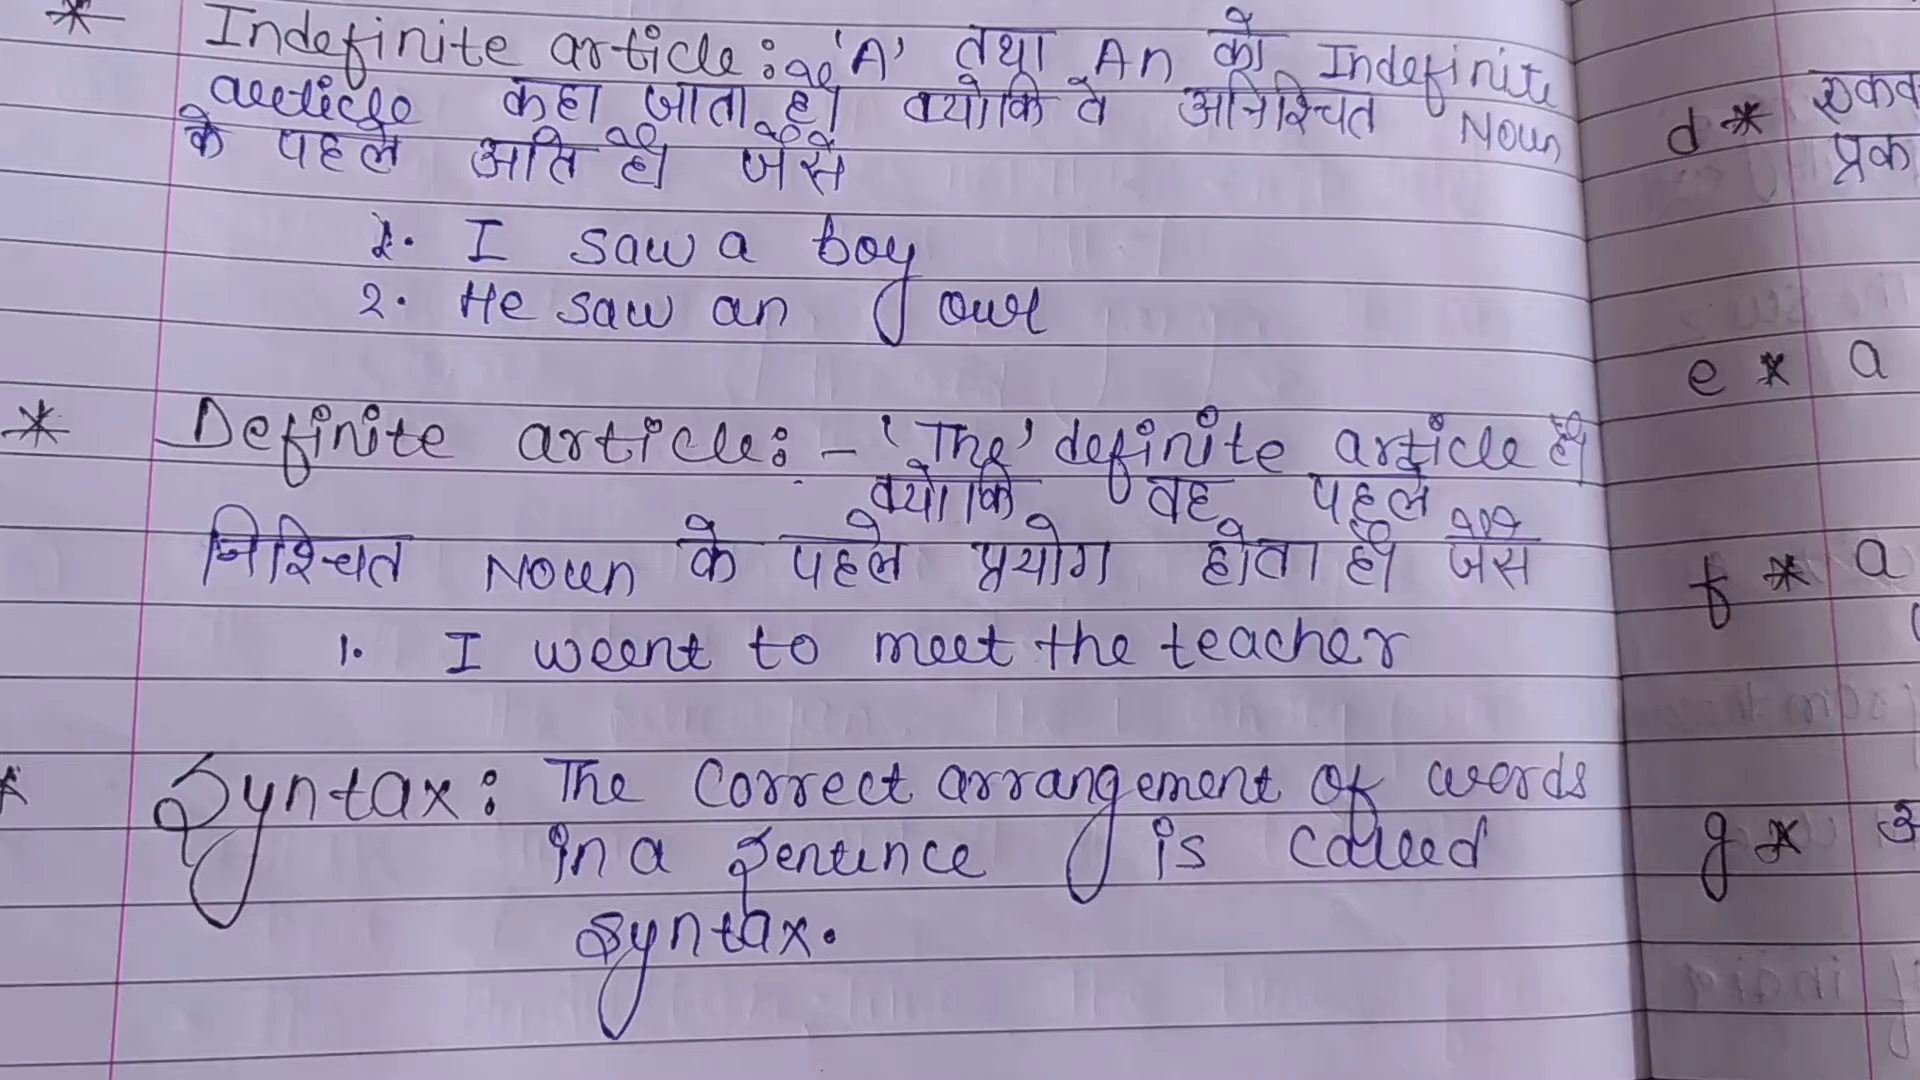 * Indefinite article: 'A' तथा An को Indefinite
article कहा जाता है। क्योकि वे अनिश्चित Noun
के पहले आते है। जैसे
1. I saw a boy
2. He saw an owl
* Definite article: - 'The' definite article है।
क्योकि वह पहले
निश्चित Noun के पहले प्रयोग होता है। जैसे
1. I weent to meet the teacher
* Syntax: The Correct arrangement of words
in a sentence is called
syntax.
d *
e * a
f * a
g *